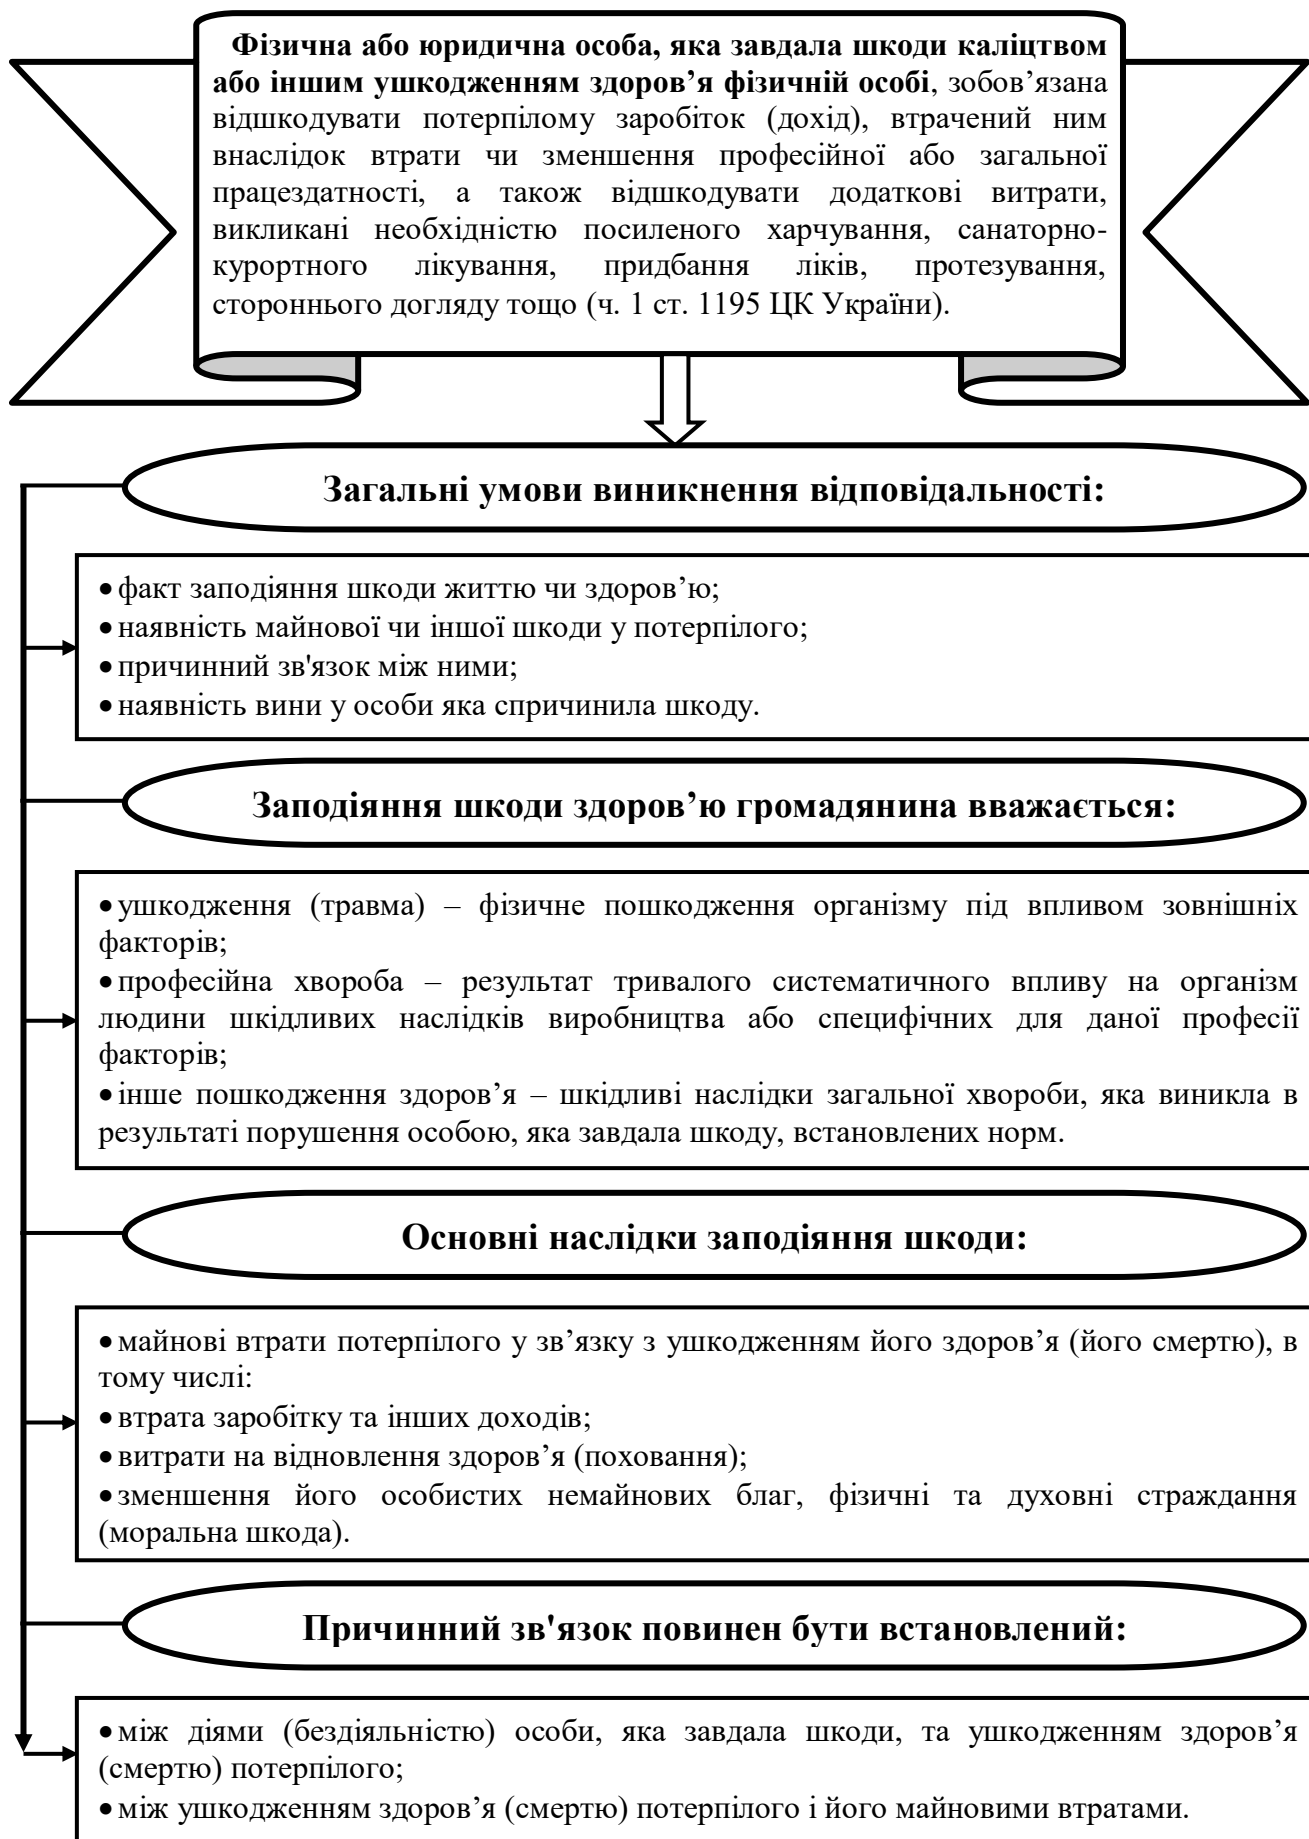 Фізична або юридична особа, яка завдала шкоди каліцтвом
або іншим ушкодженням здоров’я фізичній особі, зобов’язана
відшкодувати потерпілому заробіток (дохід), втрачений ним
внаслідок втрати чи зменшення професійної або загальної
працездатності, а також відшкодувати додаткові витрати,
викликані необхідністю посиленого харчування, санаторно-
курортного лікування, придбання ліків, протезування,
стороннього догляду тощо (ч. 1 ст. 1195 ЦК України).
Загальні умови виникнення відповідальності:
• факт заподіяння шкоди життю чи здоров’ю;
• наявність майнової чи іншої шкоди у потерпілого;
• причинний зв'язок між ними;
• наявність вини у особи яка спричинила шкоду.
Заподіяння шкоди здоров’ю громадянина вважається:
• ушкодження (травма) – фізичне пошкодження організму під впливом зовнішніх
факторів;
• професійна хвороба – результат тривалого систематичного впливу на організм
людини шкідливих наслідків виробництва або специфічних для даної професії
факторів;
• інше пошкодження здоров’я – шкідливі наслідки загальної хвороби, яка виникла в
результаті порушення особою, яка завдала шкоду, встановлених норм.
Основні наслідки заподіяння шкоди:
• майнові втрати потерпілого у зв’язку з ушкодженням його здоров’я (його смертю), в
тому числі:
• втрата заробітку та інших доходів;
• витрати на відновлення здоров’я (поховання);
• зменшення його особистих немайнових благ, фізичні та духовні страждання
(моральна шкода).
Причинний зв'язок повинен бути встановлений:
• між діями (бездіяльністю) особи, яка завдала шкоди, та ушкодженням здоров’я
(смертю) потерпілого;
• між ушкодженням здоров’я (смертю) потерпілого і його майновими втратами.